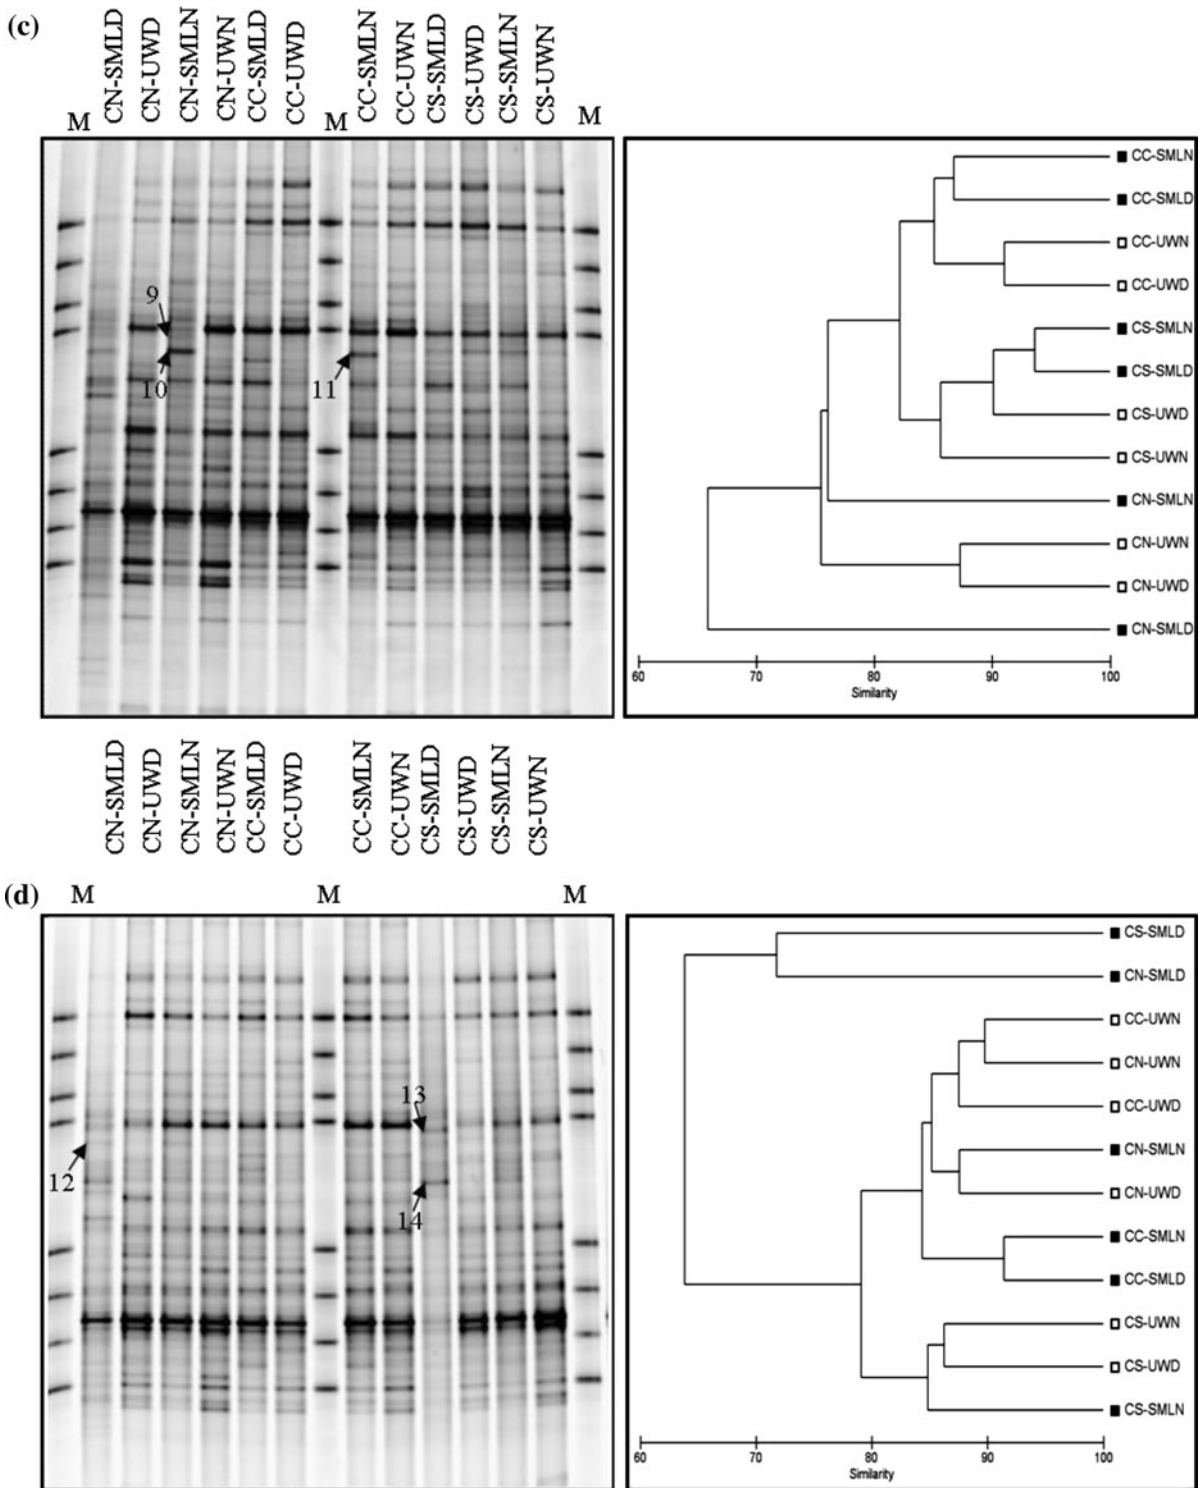 (c)
M
CN-SMLD
CN-UWD
CN-SMLN
CN-UWN
CC-SMLD
CC-UWD
M
CC-SMLN
CC-UWN
CS-SMLD
CS-UWD
CS-SMLN
CS-UWN
M
9
10
11
CC-SMLN
CC-SMLD
CC-UWN
CC-UWD
CS-SMLN
CS-SMLD
CS-UWD
CS-UWN
CN-SMLN
CN-UWN
CN-UWD
CN-SMLD
60 70 80 90 100
Similarity
CN-SMLD
CN-UWD
CN-SMLN
CN-UWN
CC-SMLD
CC-UWD
CC-SMLN
CC-UWN
CS-SMLD
CS-UWD
CS-SMLN
CS-UWN
(d) M M M
12
13
14
CS-SMLD
CN-SMLD
CC-UWN
CN-UWN
CC-UWD
CN-SMLN
CN-UWD
CC-SMLN
CC-SMLD
CS-UWN
CS-UWD
CS-SMLN
60 70 80 90 100
Similarity